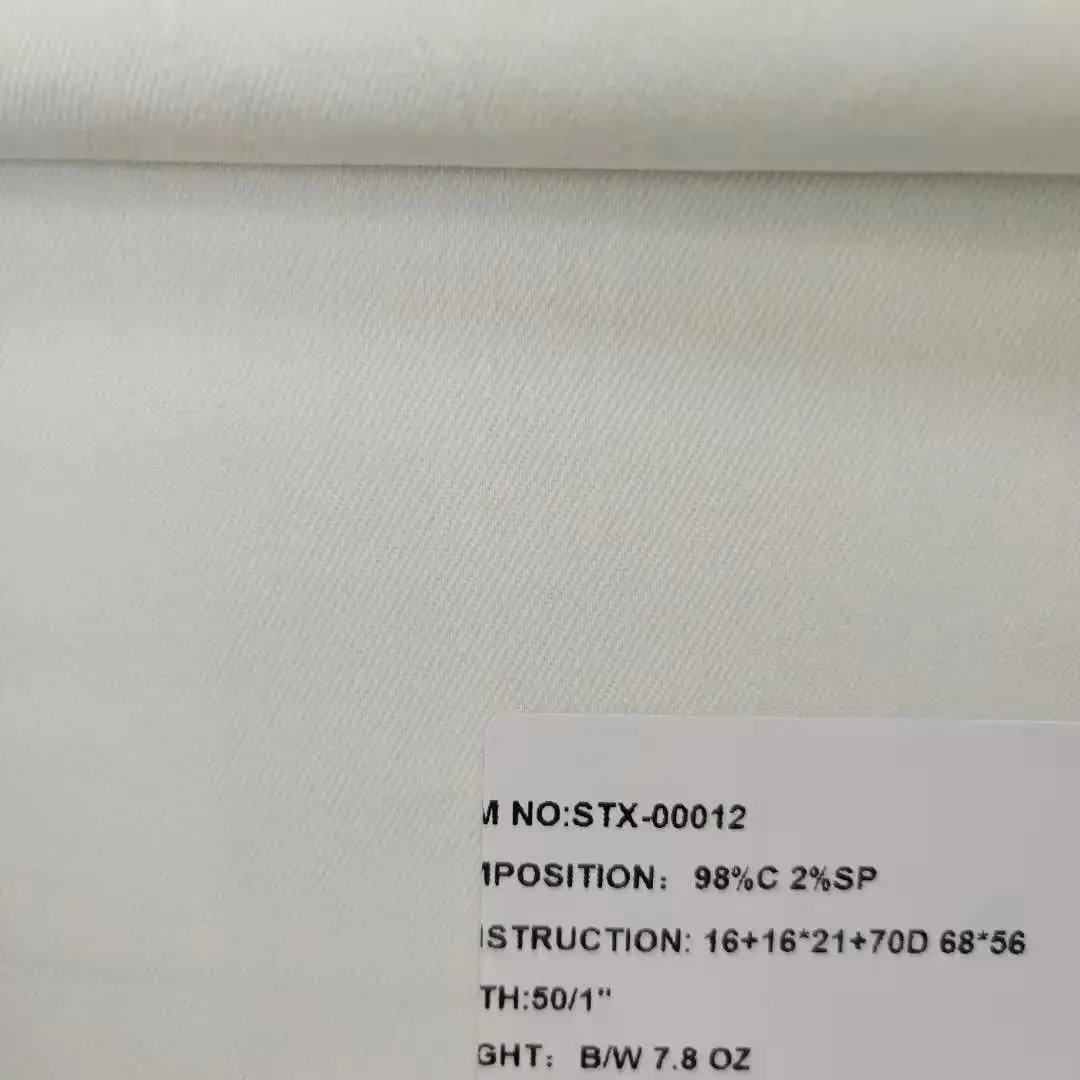 M NO:STX-00012
MPOSITION: 98%C 2%SP
NSTRUCTION: 16+16*21+70D 68*56
TH:50/1"
GHT: B/W 7.8 OZ